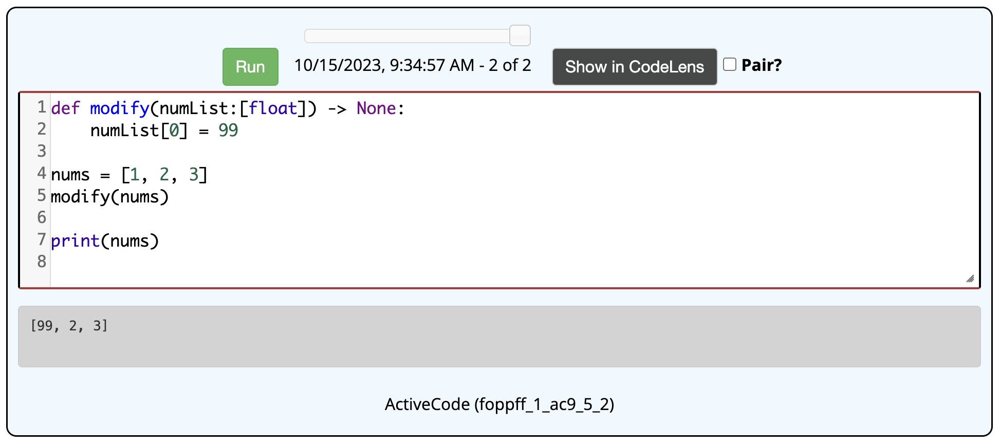 Run 10/15/2023, 9:34:57 AM - 2 of 2 Show in CodeLens Pair?
1 def modify(numList:[float]) -> None:
2     numList[0] = 99
3
4 nums = [1, 2, 3]
5 modify(nums)
6
7 print(nums)
8
[99, 2, 3]
ActiveCode (foppff_1_ac9_5_2)